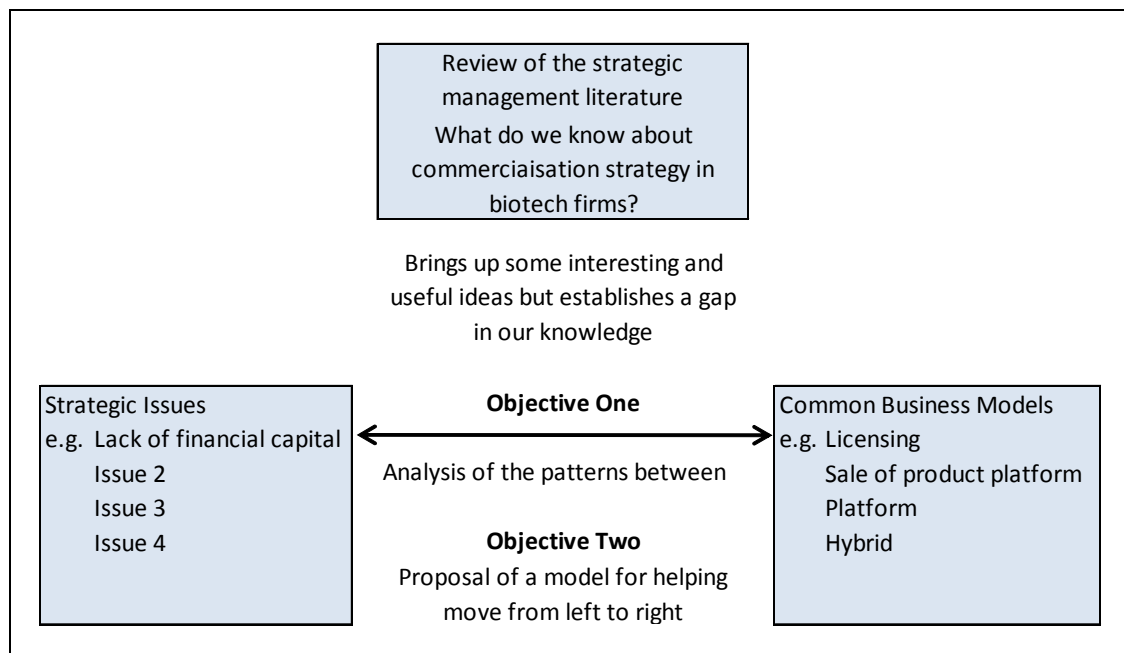 Review of the strategic
management literature
What do we know about
commerciaisation strategy in
biotech firms?
Brings up some interesting and
useful ideas but establishes a gap
in our knowledge
Strategic Issues
e.g. Lack of financial capital
Issue 2
Issue 3
Issue 4
Objective One
Analysis of the patterns between
Objective Two
Proposal of a model for helping
move from left to right
Common Business Models
e.g. Licensing
Sale of product platform
Platform
Hybrid